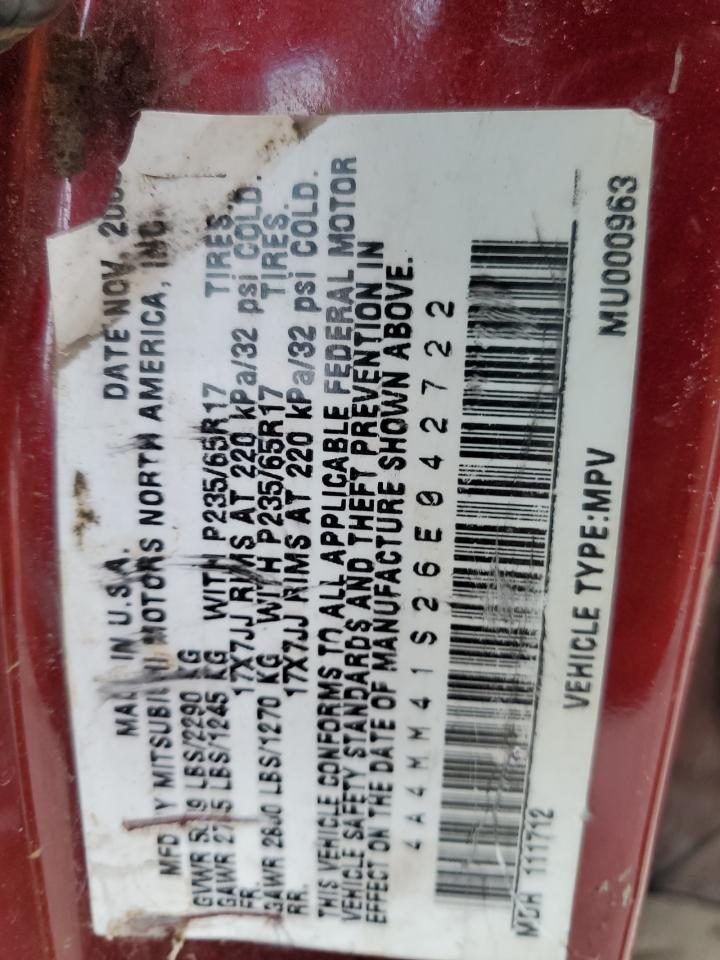 MADE IN U.S.A. DATE NOV, 200
MFD BY MITSUBISHI MOTORS NORTH AMERICA, INC.
GVWR LBS/2290 KG
GAWR LBS/1245 KG WITH P235/65R17 TIRES,
FR. 17X7JJ RIMS AT 220 kPa/32 psi COLD.
GAWR LBS/1270 KG WITH P235/65R17 TIRES.
RR. 17X7JJ RIMS AT 220 kPa/32 psi COLD.
THIS VEHICLE CONFORMS TO ALL APPLICABLE FEDERAL MOTOR
VEHICLE SAFETY STANDARDS AND THEFT PREVENTION IN
EFFECT ON THE DATE OF MANUFACTURE SHOWN ABOVE.
4A4MM41S26E042722
MDH 111712
VEHICLE TYPE:MPV
MU000963